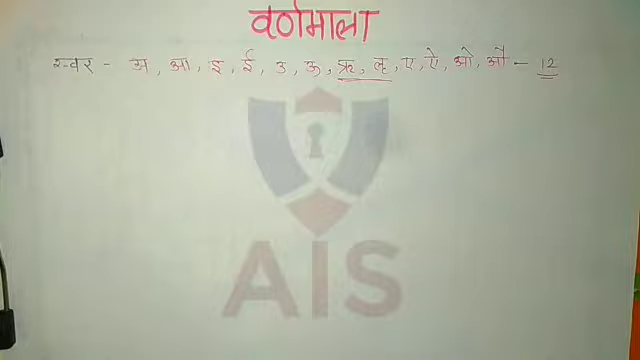 वर्णमाला
स्वर - अ, आ, इ, ई, उ, ऊ, ऋ, लृ, ए, ऐ, ओ, औ - 12
AIS